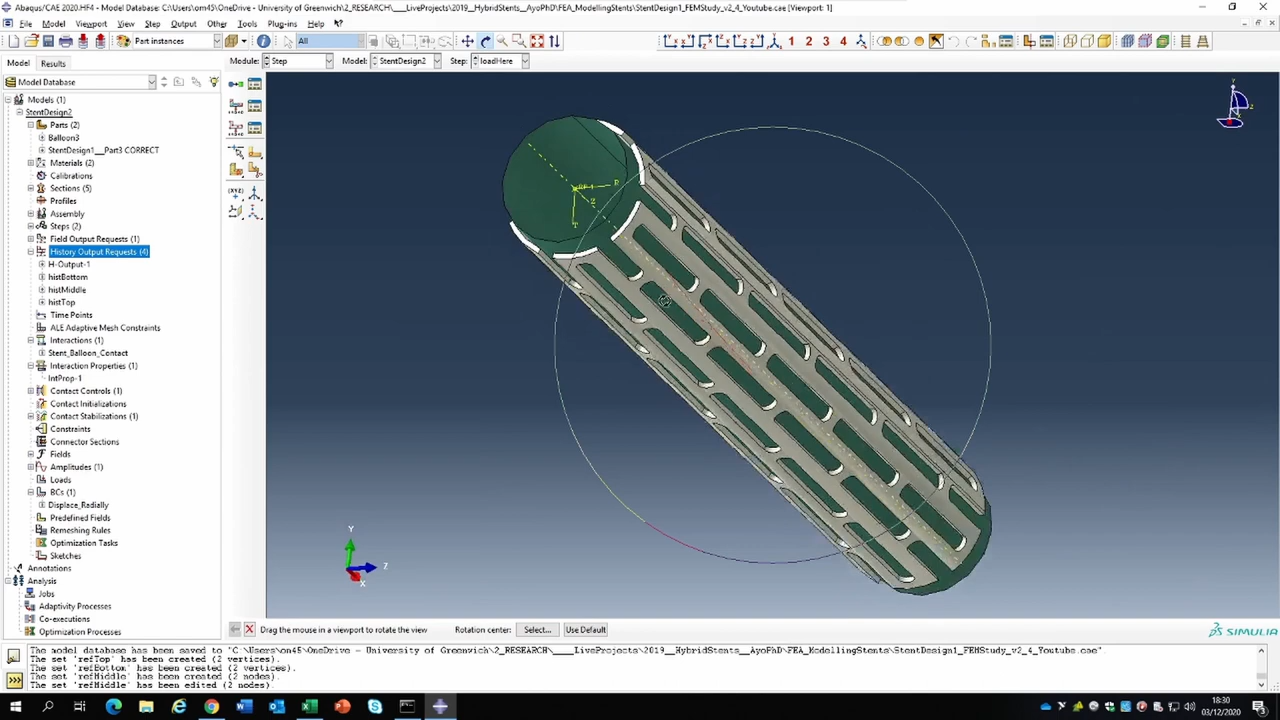 Abaqus/CAE 2020.HF4 - Model Database: C:\Users\om45\OneDrive - University of Greenwich\2_RESEARCH\____LiveProjects\2019__HybridStents__AyoPhD\FEA_ModellingStents\StentDesign1_FEMStudy_v2_4_Youtube.cae [Viewport: 1]
File Model Viewport View Step Output Other Tools Plug-ins Help
Part instances All 1 2 3 4
Model Results Module: Step Model: StentDesign2 Step: loadHere
Model Database
Models (1)
StentDesign2
Parts (2)
Balloon3
StentDesign1__Part3 CORRECT
Materials (2)
Calibrations
Sections (5)
Profiles
Assembly
Steps (2)
Field Output Requests (1)
History Output Requests (4)
H-Output-1
histBottom
histMiddle
histTop
Time Points
ALE Adaptive Mesh Constraints
Interactions (1)
Stent_Balloon_Contact
Interaction Properties (1)
IntProp-1
Contact Controls (1)
Contact Initializations
Contact Stabilizations (1)
Constraints
Connector Sections
Fields
Amplitudes (1)
Loads
BCs (1)
Displace_Radially
Predefined Fields
Remeshing Rules
Optimization Tasks
Sketches
Annotations
Analysis
Jobs
Adaptivity Processes
Co-executions
Optimization Processes
R
Z
T
Y
Z
X
Drag the mouse in a viewport to rotate the view Rotation center: Select... Use Default
SIMULIA
The model database has been saved to "C:\Users\om45\OneDrive - University of Greenwich\2_RESEARCH\____LiveProjects\2019__HybridStents__AyoPhD\FEA_ModellingStents\StentDesign1_FEMStudy_v2_4_Youtube.cae".
The set 'refTop' has been created (2 vertices).
The set 'refBottom' has been created (2 vertices).
The set 'refMiddle' has been created (2 nodes).
The set 'refMiddle' has been edited (2 nodes).
18:30
03/12/2020